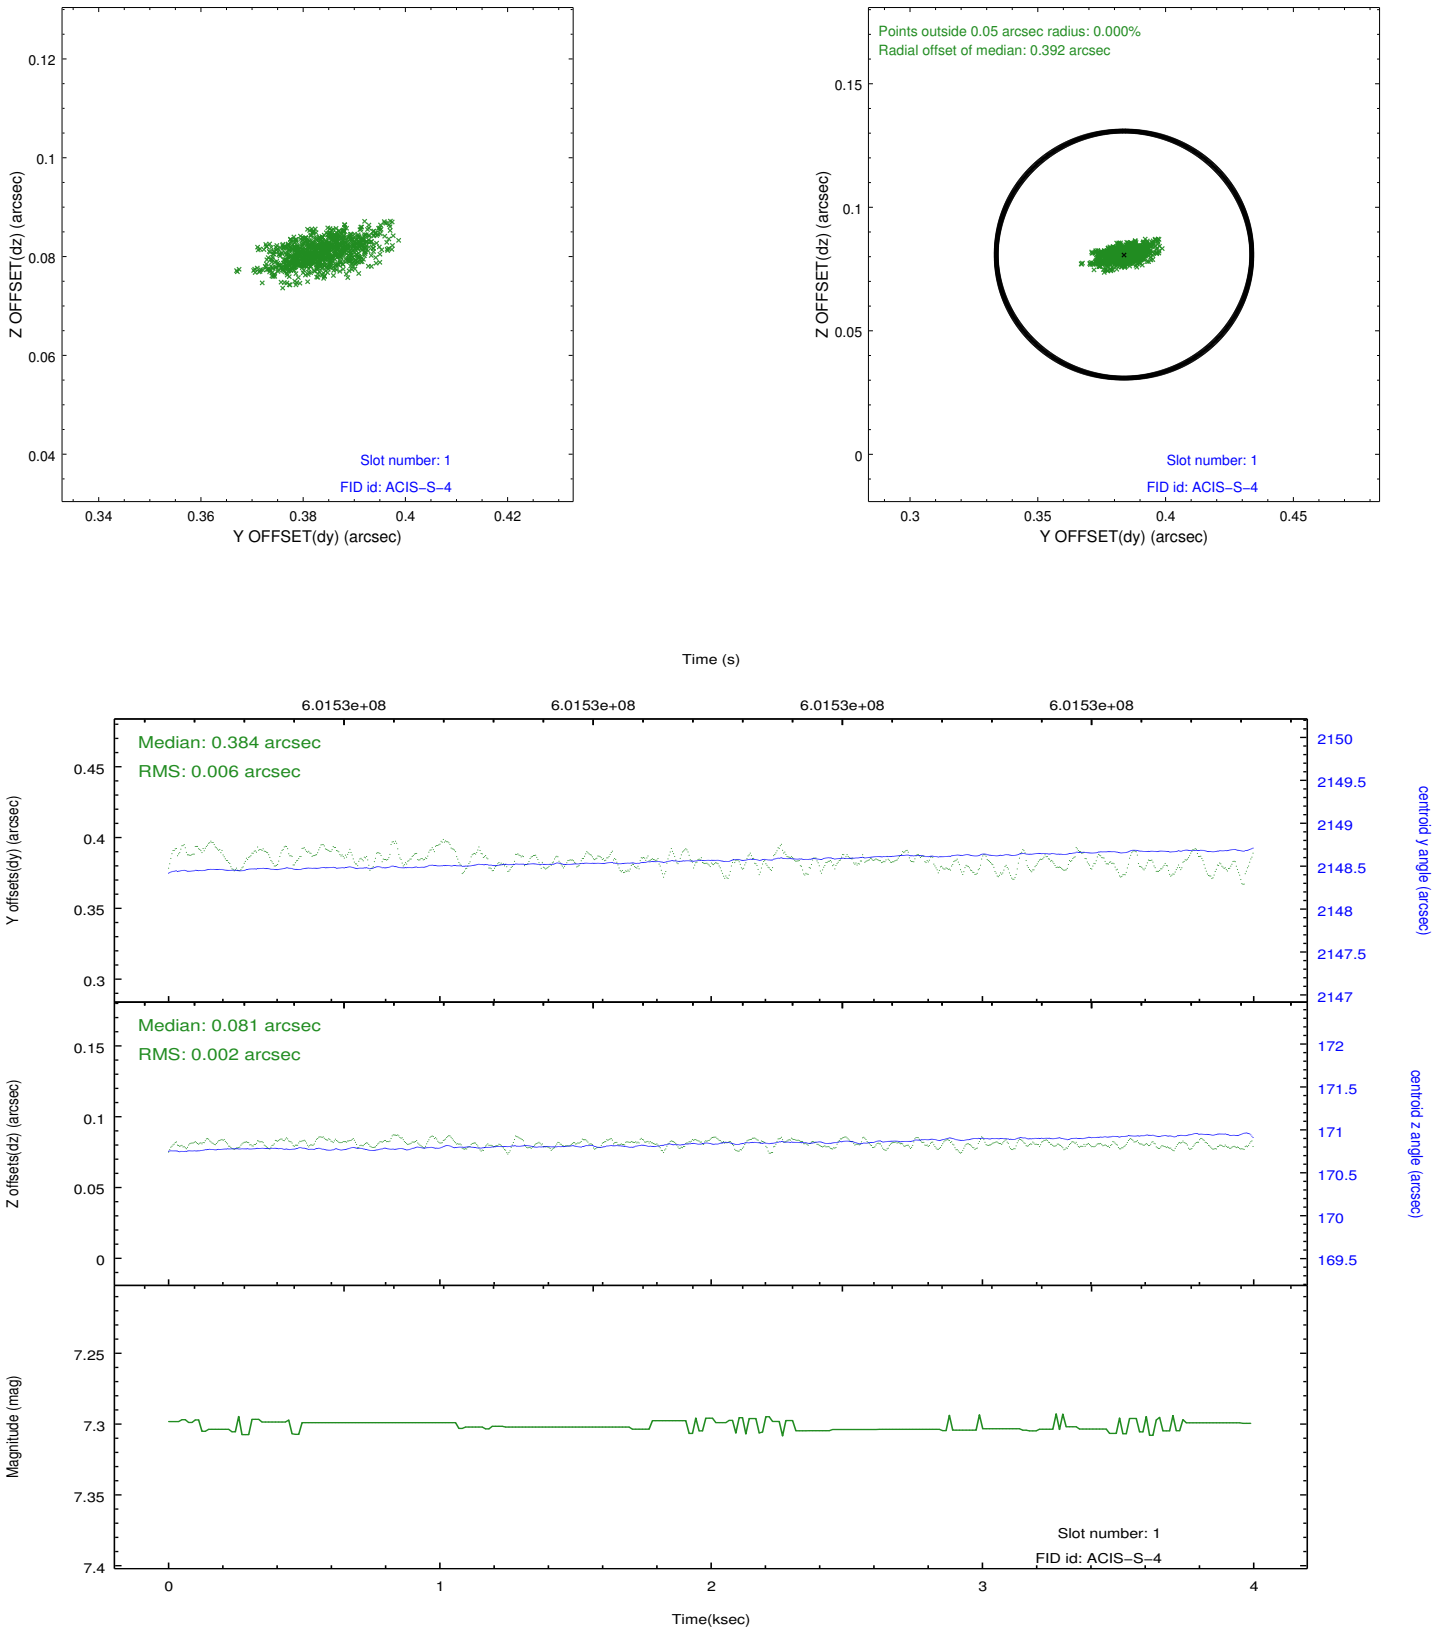 0.12
0.1
0.08
0.06
0.04
Z OFFSET(dz) (arcsec)
Slot number: 1
FID id: ACIS−S−4
0.34 0.36 0.38 0.4 0.42
Y OFFSET(dy) (arcsec)
Points outside 0.05 arcsec radius: 0.000%
Radial offset of median: 0.392 arcsec
0.15
0.1
0.05
0
Z OFFSET(dz) (arcsec)
Slot number: 1
FID id: ACIS−S−4
0.3 0.35 0.4 0.45
Y OFFSET(dy) (arcsec)
Time (s)
6.0153e+08 6.0153e+08 6.0153e+08 6.0153e+08
Median: 0.384 arcsec
RMS: 0.006 arcsec
0.45
0.4
0.35
0.3
Y offsets(dy) (arcsec)
2150
2149.5
2149
2148.5
2148
2147.5
2147
centroid y angle (arcsec)
Median: 0.081 arcsec
RMS: 0.002 arcsec
0.15
0.1
0.05
0
Z offsets(dz) (arcsec)
172
171.5
171
170.5
170
169.5
centroid z angle (arcsec)
7.25
7.3
7.35
7.4
Magnitude (mag)
Slot number: 1
FID id: ACIS−S−4
0 1 2 3 4
Time(ksec)